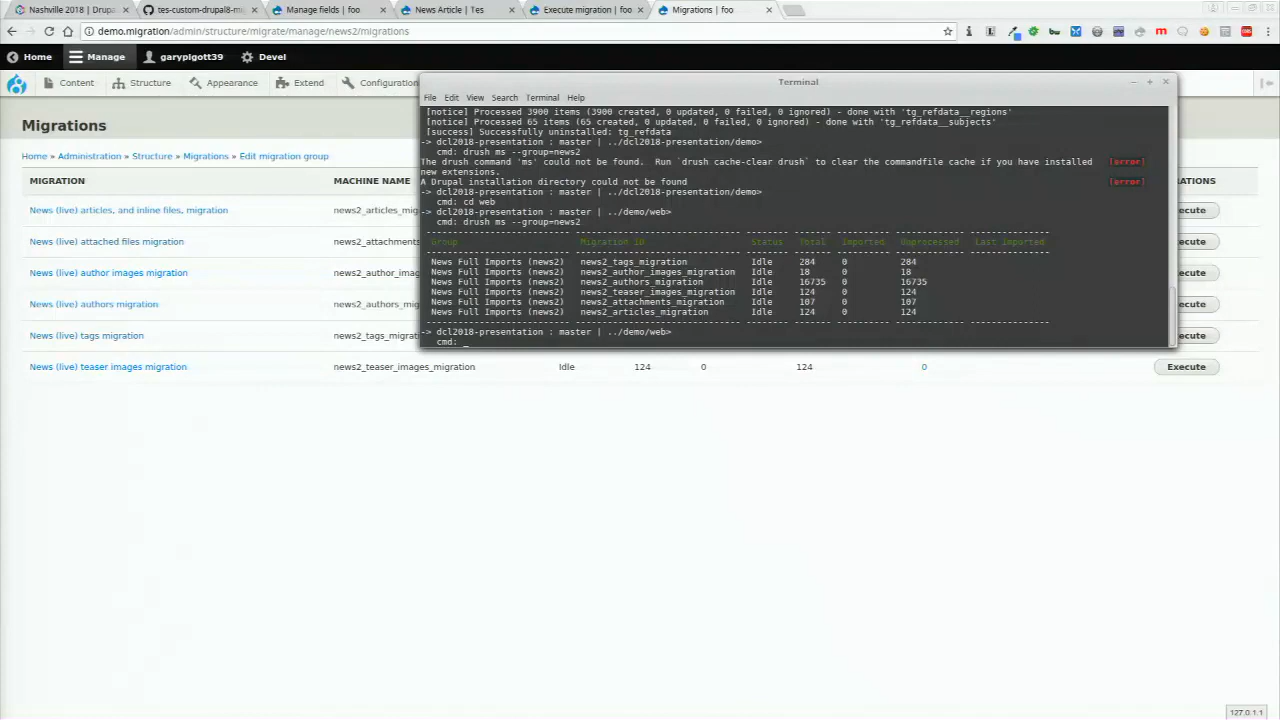 Nashville 2018 | Drupa
tes-custom-drupal8-mi
Manage fields | foo
News Article | Tes
Execute migration | foo
Migrations | foo
demo.migration/admin/structure/migrate/manage/news2/migrations
Home
Manage
garypigott39
Devel
Content
Structure
Appearance
Extend
Configuration
Migrations
Home » Administration » Structure » Migrations » Edit migration group
MIGRATION
MACHINE NAME
ATIONS
News (live) articles, and inline files, migration
news2_articles_mig
ecute
News (live) attached files migration
news2_attachments
ecute
News (live) author images migration
news2_author_imag
ecute
News (live) authors migration
news2_authors_mig
ecute
News (live) tags migration
news2_tags_migrat
ecute
News (live) teaser images migration
news2_teaser_images_migration
Idle 124 0 124 0
Execute
Terminal
File Edit View Search Terminal Help
[notice] Processed 3900 items (3900 created, 0 updated, 0 failed, 0 ignored) - done with 'tg_refdata__regions'
[notice] Processed 65 items (65 created, 0 updated, 0 failed, 0 ignored) - done with 'tg_refdata__subjects'
[success] Successfully uninstalled: tg_refdata
-> dcl2018-presentation : master | ../dcl2018-presentation/demo>
cmd: drush ms --group=news2
The drush command 'ms' could not be found. Run `drush cache-clear drush` to clear the commandfile cache if you have installed [error]
new extensions.
A Drupal installation directory could not be found [error]
-> dcl2018-presentation : master | ../dcl2018-presentation/demo>
cmd: cd web
-> dcl2018-presentation : master | ../demo/web>
cmd: drush ms --group=news2
Group Migration ID Status Total Imported Unprocessed Last Imported
News Full Imports (news2) news2_tags_migration Idle 284 0 284
News Full Imports (news2) news2_author_images_migration Idle 18 0 18
News Full Imports (news2) news2_authors_migration Idle 16735 0 16735
News Full Imports (news2) news2_teaser_images_migration Idle 124 0 124
News Full Imports (news2) news2_attachments_migration Idle 107 0 107
News Full Imports (news2) news2_articles_migration Idle 124 0 124
-> dcl2018-presentation : master | ../demo/web>
cmd: _
127.0.1.1